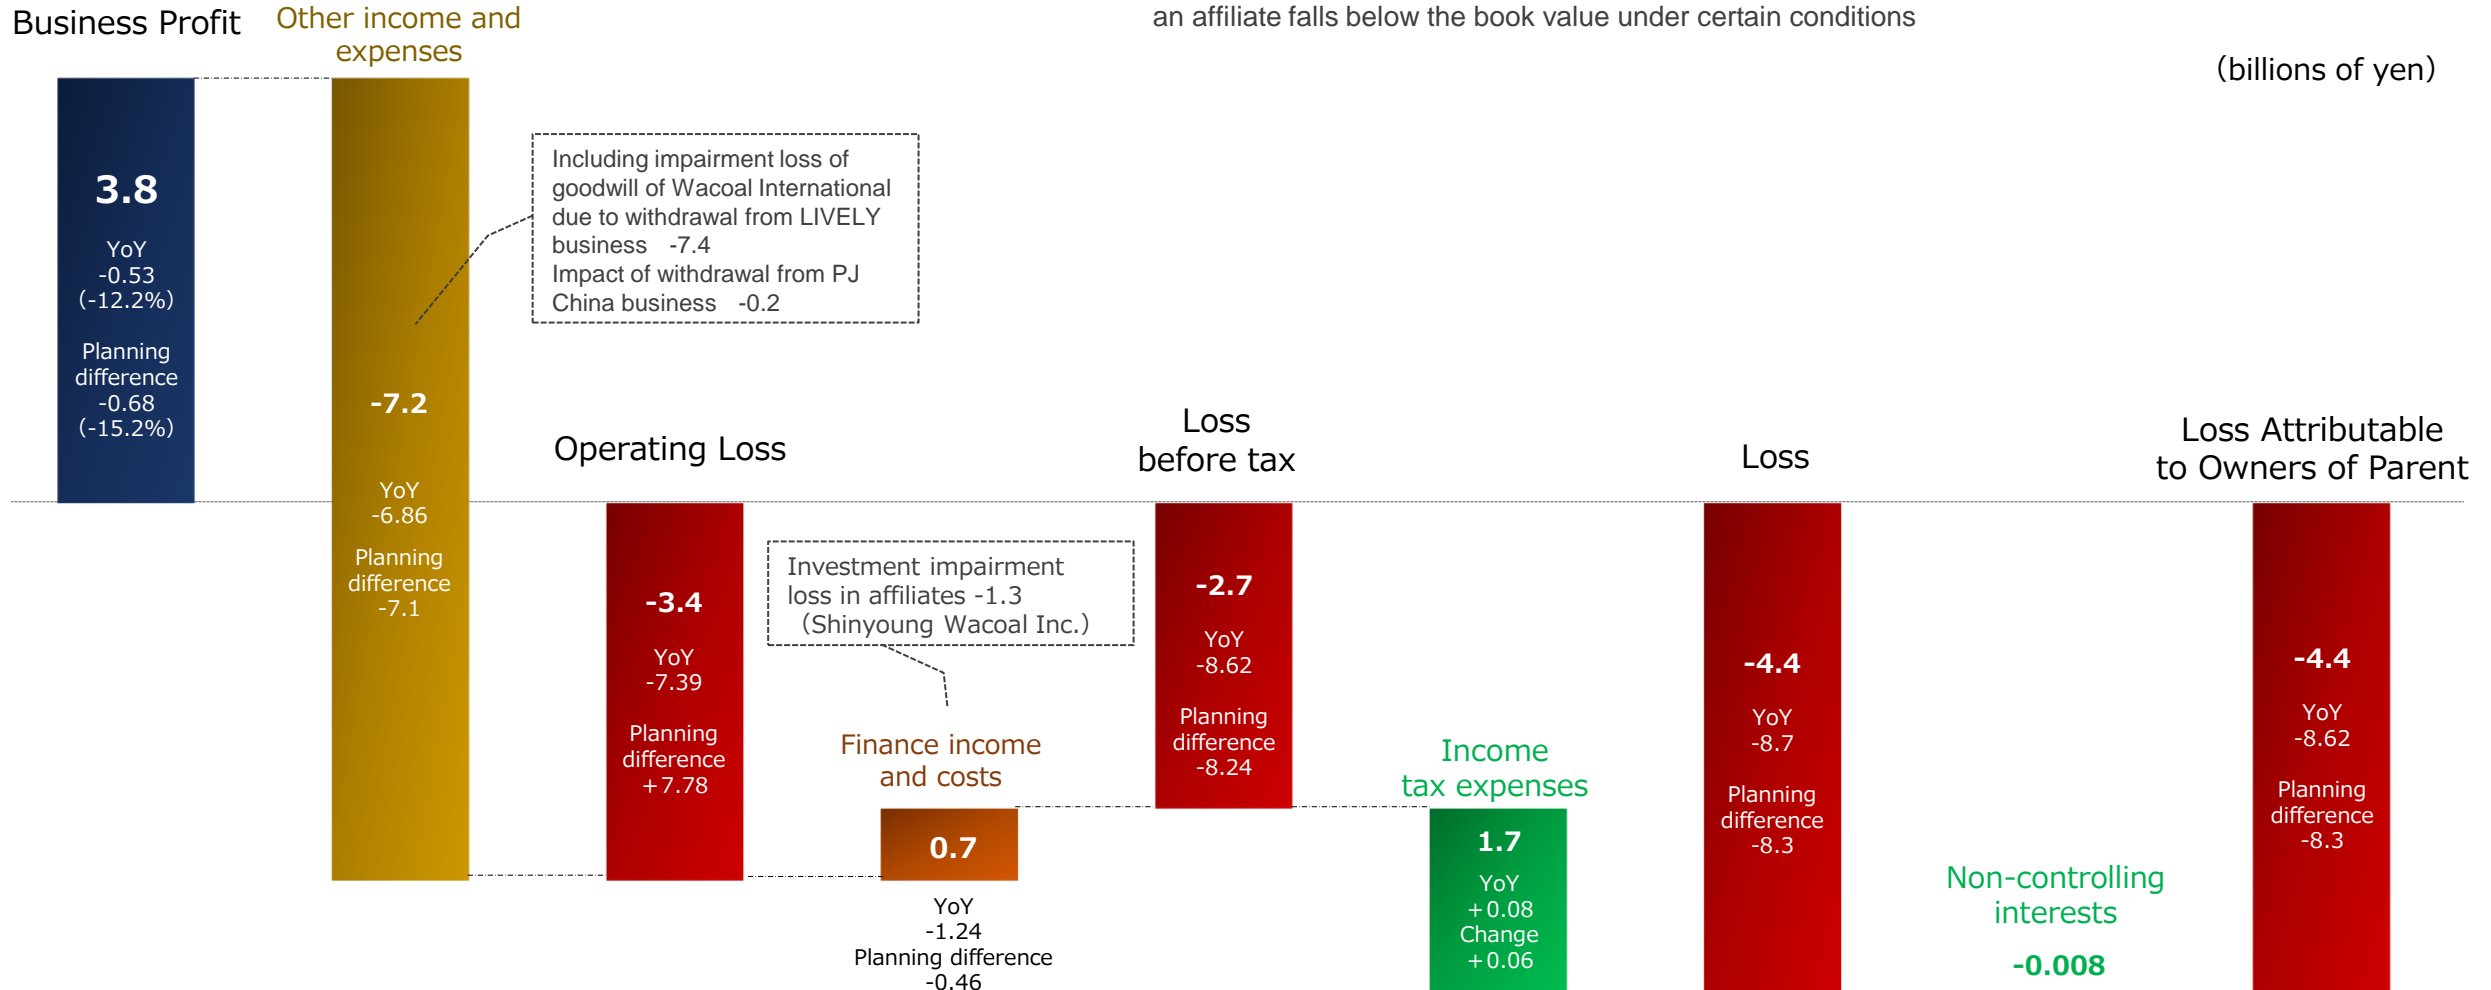 an affiliate falls below the book value under certain conditions
(billions of yen)
Business Profit
3.8
YoY
-0.53
(-12.2%)
Planning
difference
-0.68
(-15.2%)
Other income and
expenses
-7.2
YoY
-6.86
Planning
difference
-7.1
Including impairment loss of
goodwill of Wacoal International
due to withdrawal from LIVELY
business -7.4
Impact of withdrawal from PJ
China business -0.2
Operating Loss
-3.4
YoY
-7.39
Planning
difference
+7.78
Investment impairment
loss in affiliates -1.3
(Shinyoung Wacoal Inc.)
Finance income
and costs
0.7
YoY
-1.24
Planning difference
-0.46
Loss
before tax
-2.7
YoY
-8.62
Planning
difference
-8.24
Income
tax expenses
1.7
YoY
+0.08
Change
+0.06
Loss
-4.4
YoY
-8.7
Planning
difference
-8.3
Non-controlling
interests
-0.008
Loss Attributable
to Owners of Parent
-4.4
YoY
-8.62
Planning
difference
-8.3